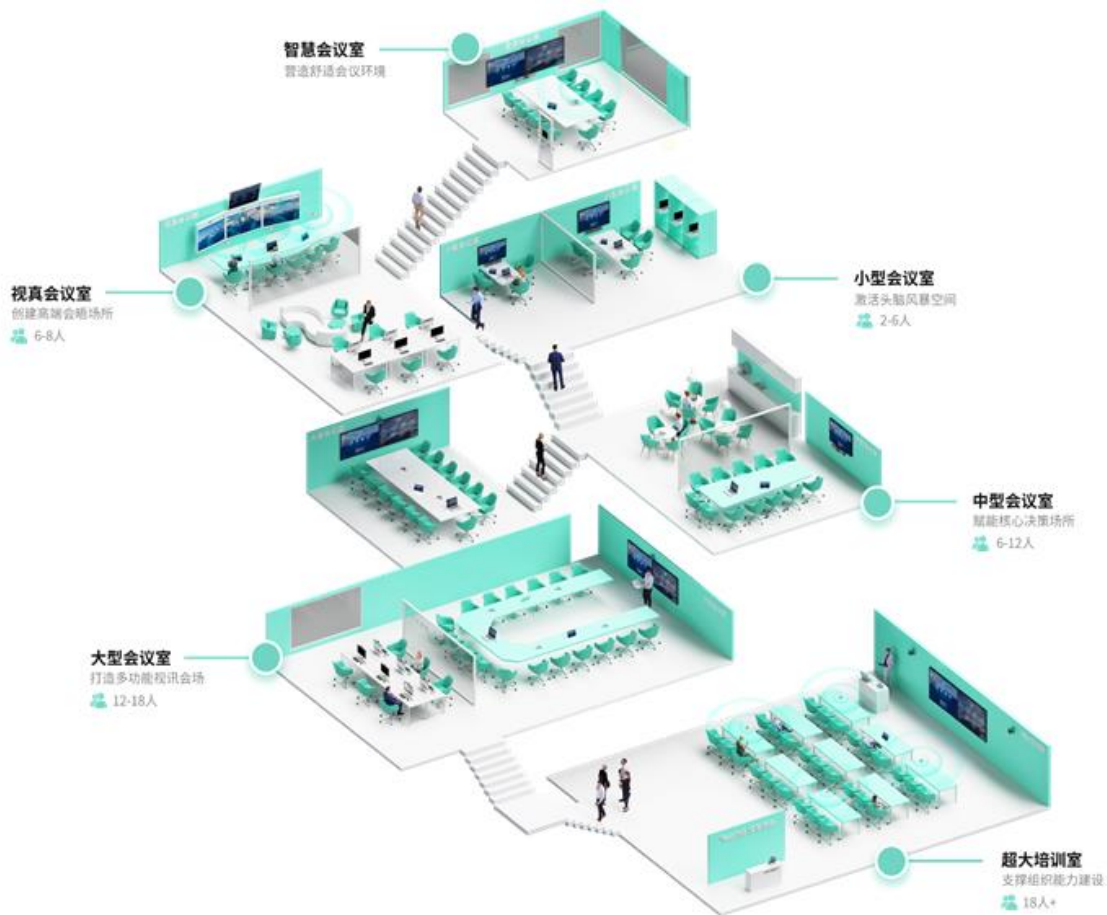 智慧会议室
营造舒适会议环境
视真会议室
创建高端会晤场所
6-8人
小型会议室
激活头脑风暴空间
2-6人
中型会议室
赋能核心决策场所
6-12人
大型会议室
打造多功能视讯会场
12-18人
超大培训室
支撑组织能力建设
18人+